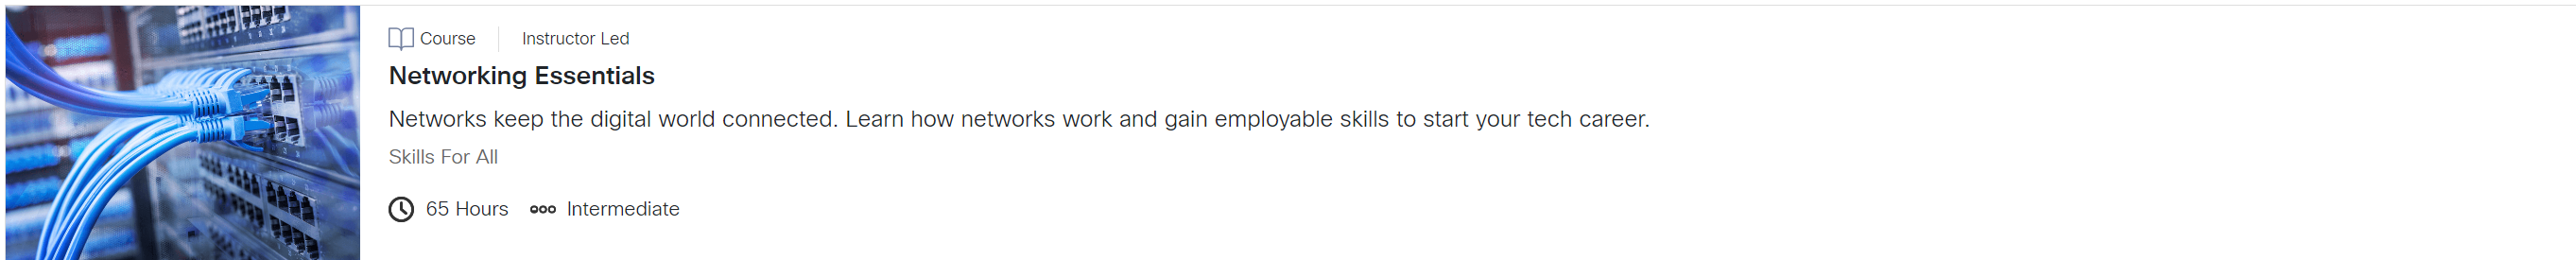 Course
Instructor Led
Networking Essentials
Networks keep the digital world connected. Learn how networks work and gain employable skills to start your tech career.
Skills For All
65 Hours
Intermediate